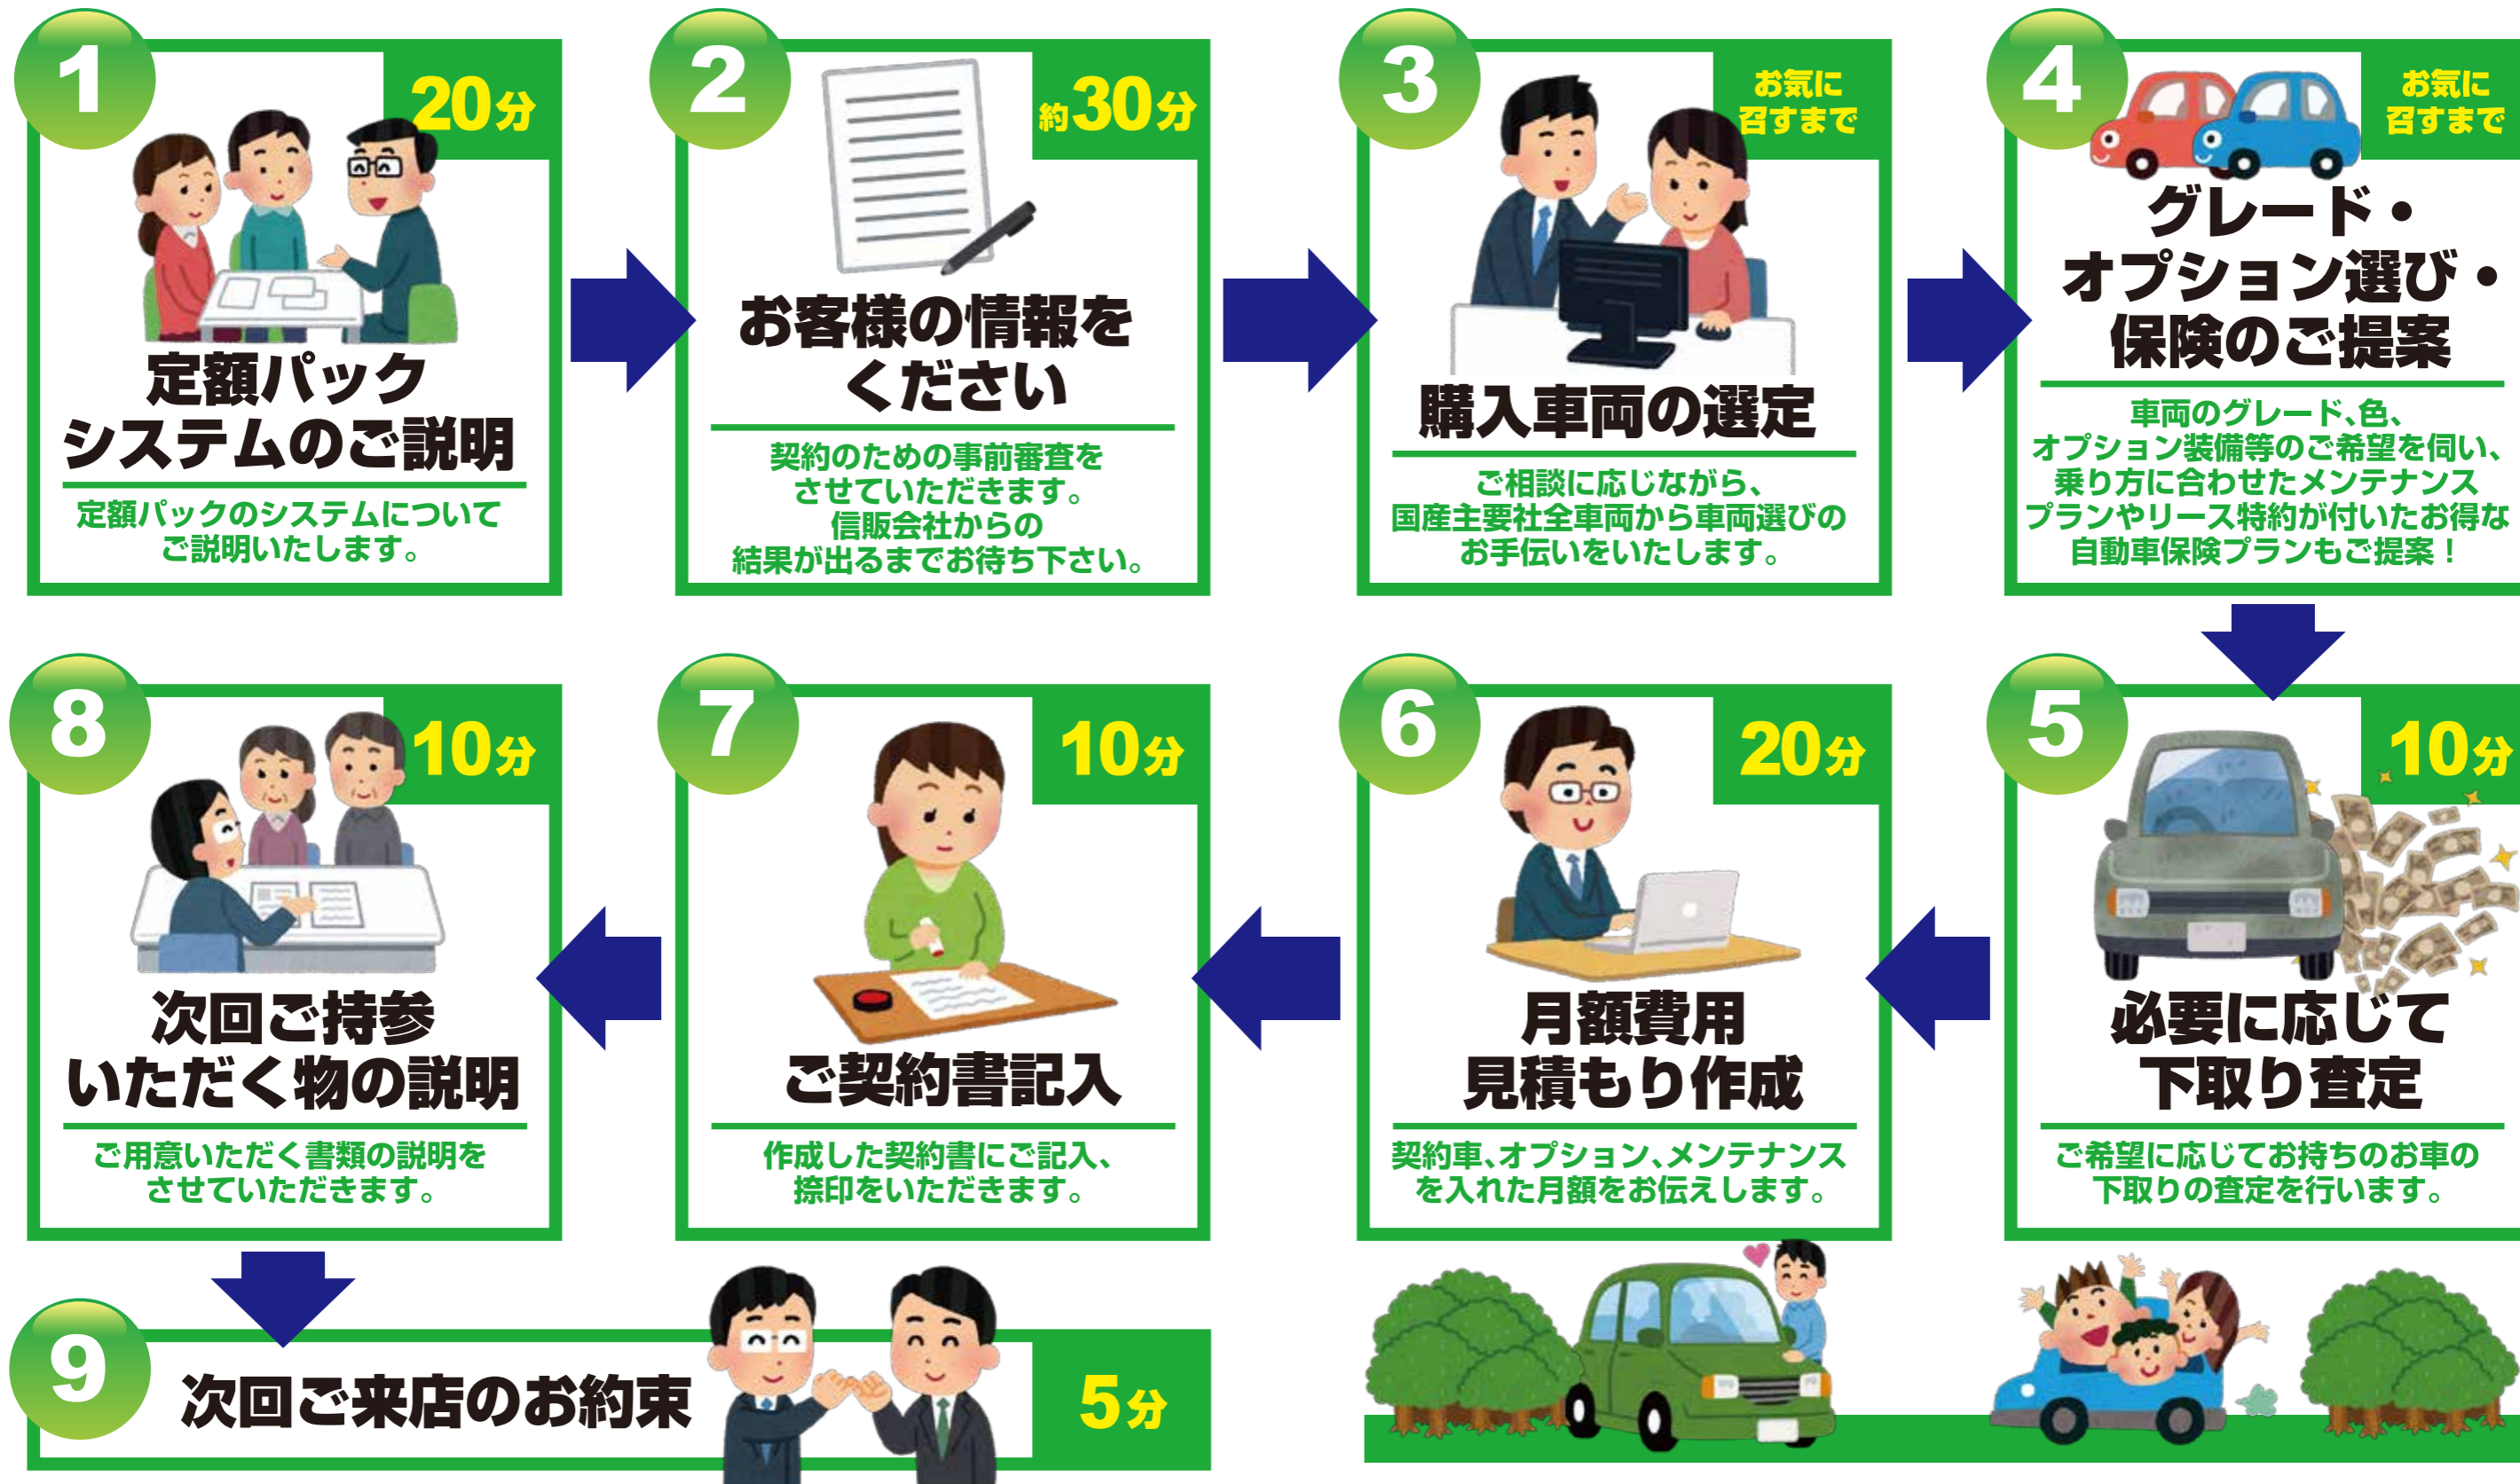 1
20分
定額パック
システムのご説明
定額パックのシステムについて
ご説明いたします。
2
約30分
お客様の情報を
ください
契約のための事前審査を
させていただきます。
信販会社からの
結果が出るまでお待ち下さい。
3
お気に
召すまで
購入車両の選定
ご相談に応じながら、
国産主要社全車両から車両選びの
お手伝いをいたします。
4
お気に
召すまで
グレード・
オプション選び・
保険のご提案
車両のグレード、色、
オプション装備等のご希望を伺い、
乗り方に合わせたメンテナンス
プランやリース特約が付いたお得な
自動車保険プランもご提案！
5
10分
必要に応じて
下取り査定
ご希望に応じてお持ちのお車の
下取りの査定を行います。
6
20分
月額費用
見積もり作成
契約車、オプション、メンテナンス
を入れた月額をお伝えします。
7
10分
ご契約書記入
作成した契約書にご記入、
捺印をいただきます。
8
10分
次回ご持参
いただく物の説明
ご用意いただく書類の説明を
させていただきます。
9
次回ご来店のお約束
5分